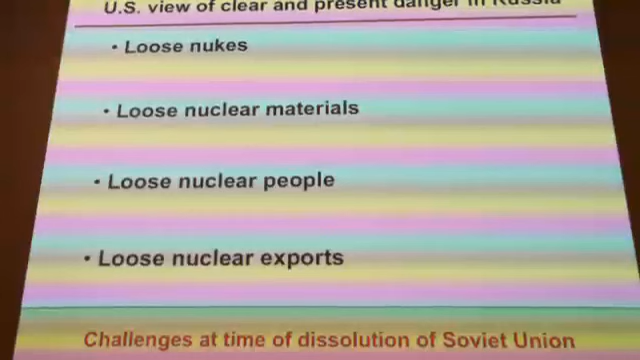 U.S. view of clear and present danger in Russia
• Loose nukes
• Loose nuclear materials
• Loose nuclear people
• Loose nuclear exports
Challenges at time of dissolution of Soviet Union